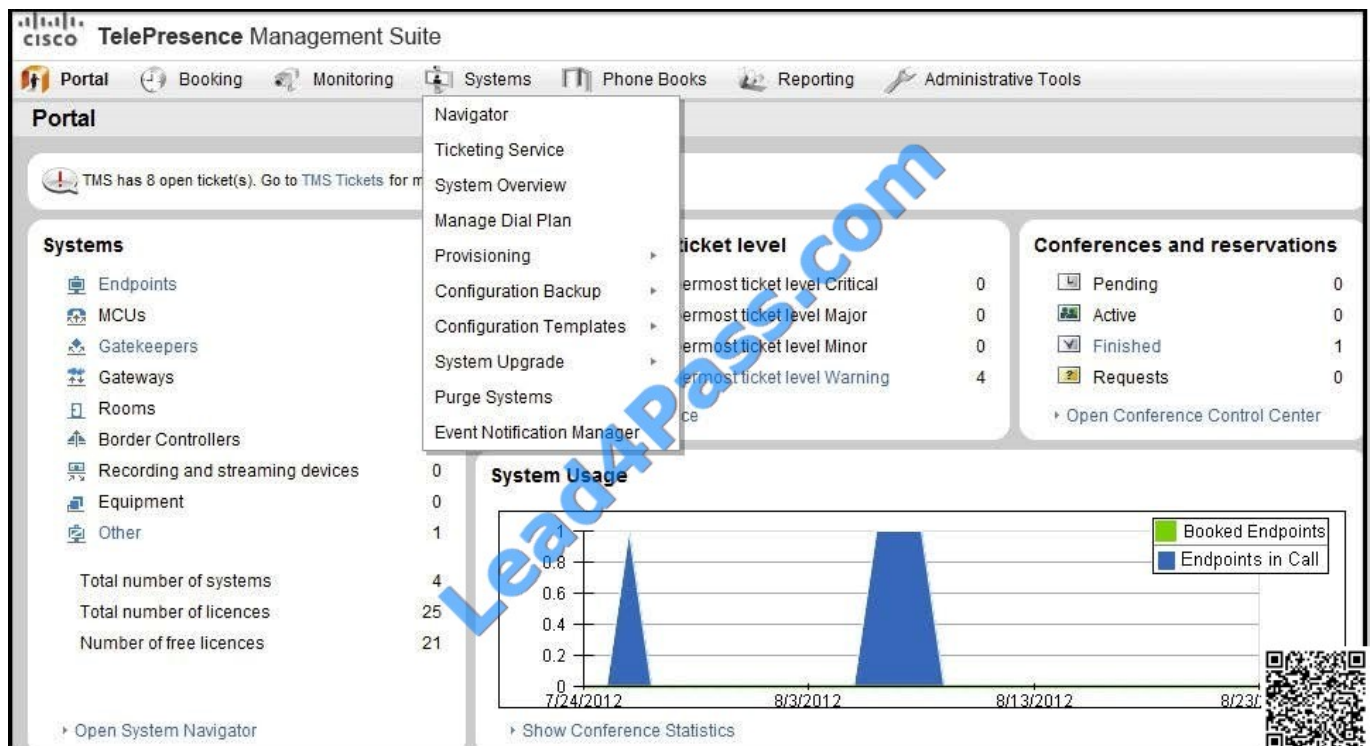 CISCO TelePresence Management Suite
Portal Booking Monitoring Systems Phone Books Reporting Administrative Tools
Portal
Navigator
Ticketing Service
System Overview
Manage Dial Plan
Provisioning
Configuration Backup
Configuration Templates
System Upgrade
Purge Systems
Event Notification Manager
TMS has 8 open ticket(s). Go to TMS Tickets for
Systems
Endpoints
MCUs
Gatekeepers
Gateways
Rooms
Border Controllers
Recording and streaming devices 0
Equipment 0
Other 1
Total number of systems 4
Total number of licences 25
Number of free licences 21
Open System Navigator
ticket level
ermost ticket level Critical 0
ermost ticket level Major 0
ermost ticket level Minor 0
ermost ticket level Warning 4
ce
Conferences and reservations
Pending 0
Active 0
Finished 1
Requests 0
Open Conference Control Center
System Usage
Booked Endpoints
Endpoints in Call
1
0.8
0.6
0.4
0.2
0
7/24/2012 8/3/2012 8/13/2012 8/23/
Show Conference Statistics
Lead4Pass.com